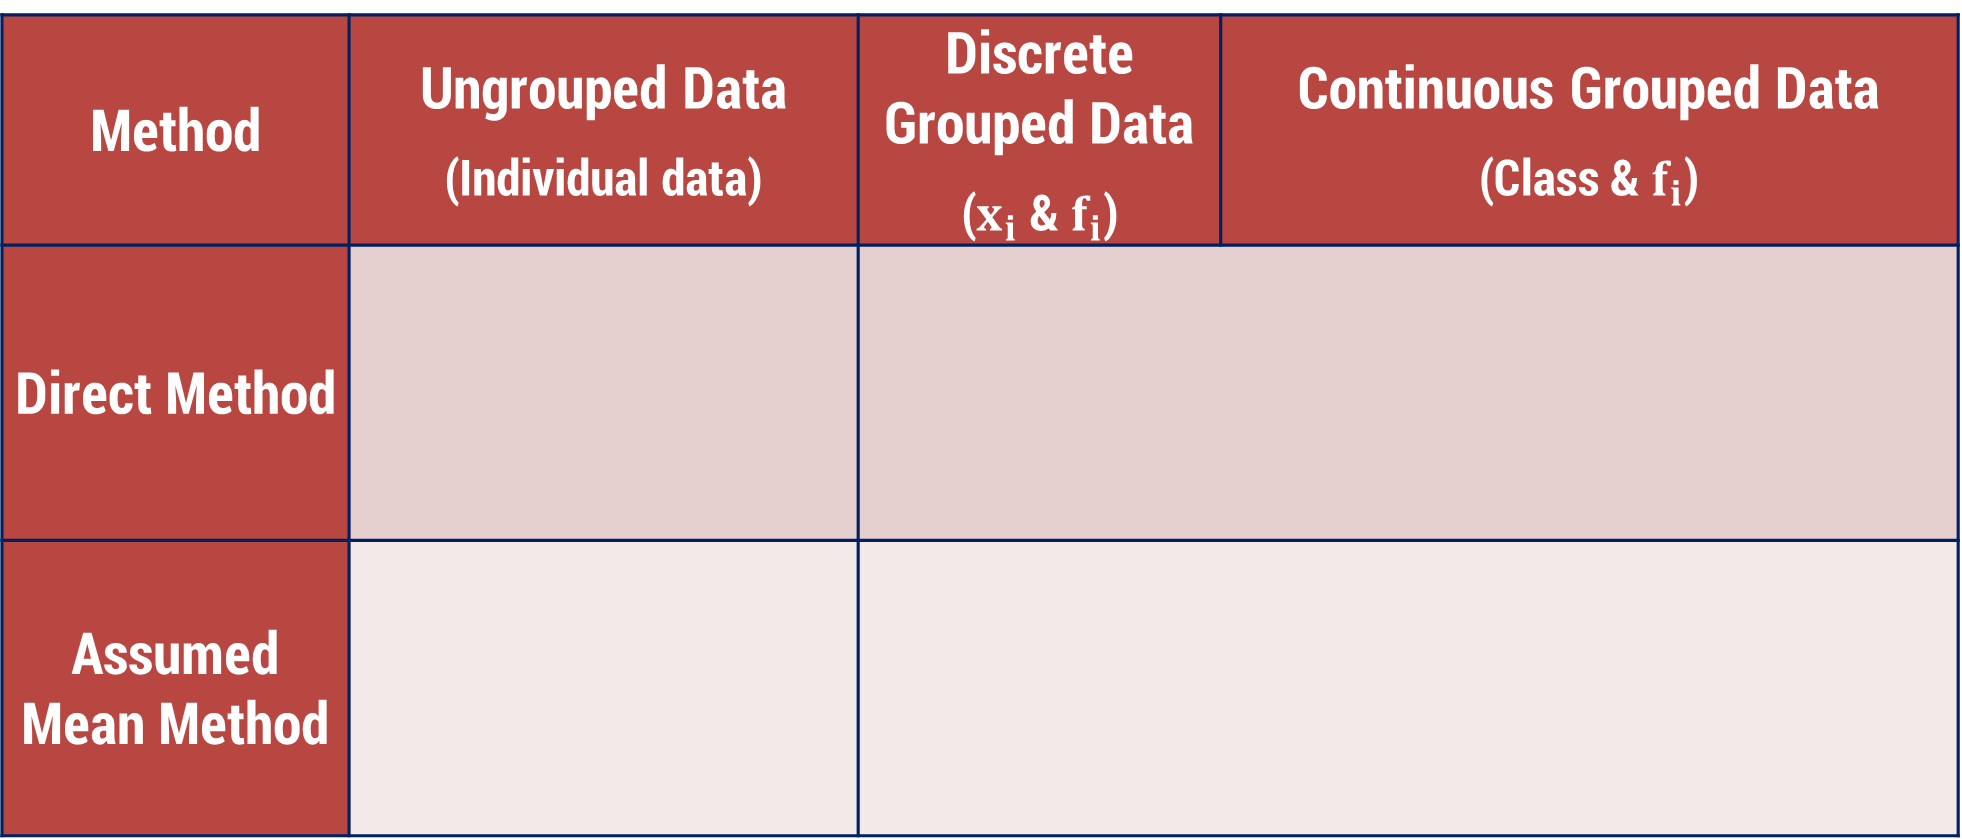 Method
Ungrouped Data
(Individual data)
Discrete
Grouped Data
(xᵢ & fᵢ)
Continuous Grouped Data
(Class & fᵢ)
Direct Method
Assumed
Mean Method